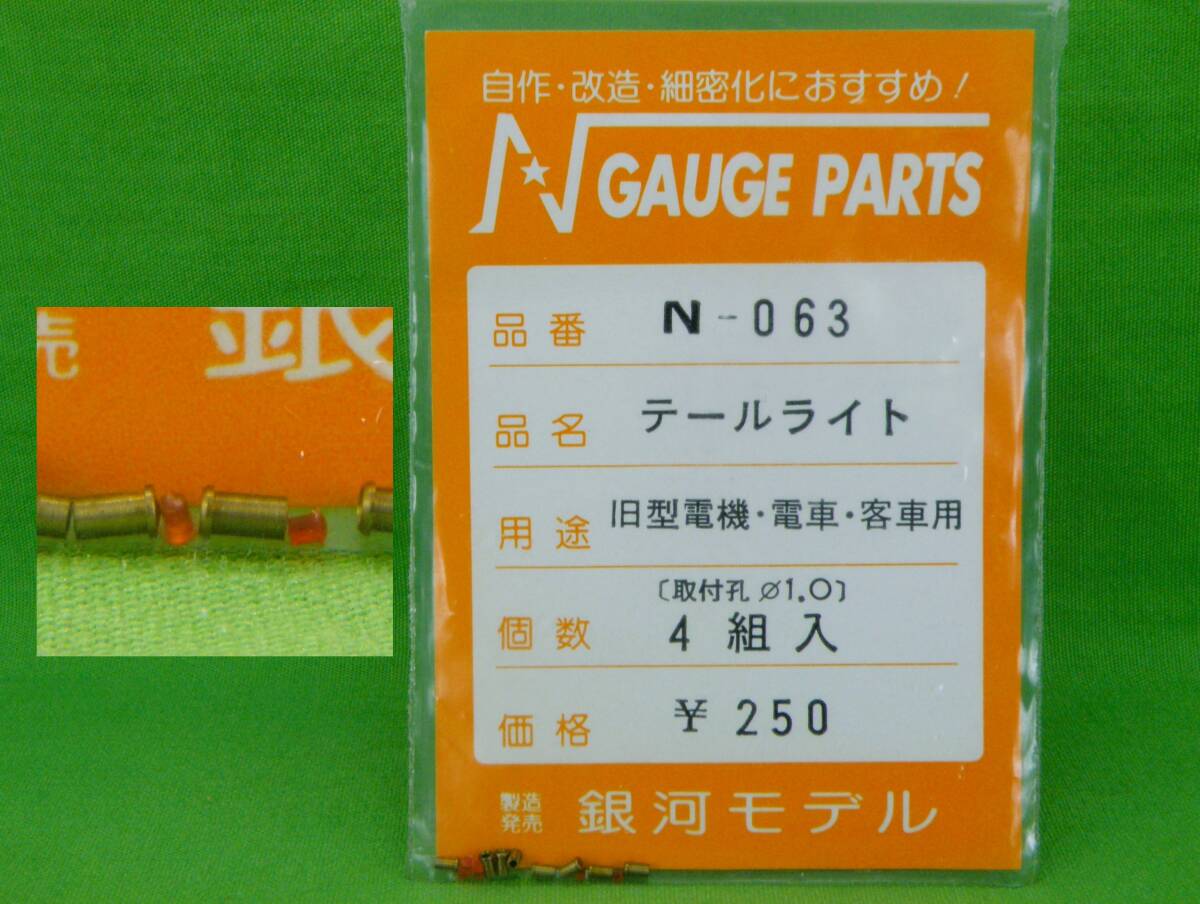 自作・改造・細密化におすすめ!
N GAUGE PARTS
品番 N-063
品名 テールライト
用途 旧型電機・電車・客車用
〔取付孔 ø1.0〕
個数 4組入
価格 ¥250
製造
発売 銀河モデル
売 銀